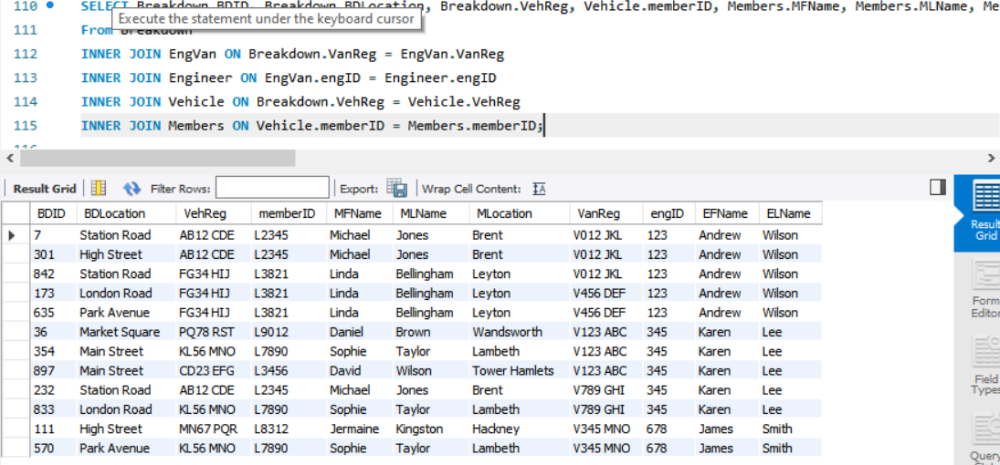 110 SELECT Breakdown.BDID, Breakdown.BDLocation, Breakdown.VehReg, Vehicle.memberID, Members.MFName, Members.MLName, Me
Execute the statement under the keyboard cursor
111 From Breakdown
112 INNER JOIN EngVan ON Breakdown.VanReg = EngVan.VanReg
113 INNER JOIN Engineer ON EngVan.engID = Engineer.engID
114 INNER JOIN Vehicle ON Breakdown.VehReg = Vehicle.VehReg
115 INNER JOIN Members ON Vehicle.memberID = Members.memberID;
116
Result Grid Filter Rows: Export: Wrap Cell Content:
BDID BDLocation VehReg memberID MFName MLName MLocation VanReg engID EFName ELName
7 Station Road AB12 CDE L2345 Michael Jones Brent V012 JKL 123 Andrew Wilson
301 High Street AB12 CDE L2345 Michael Jones Brent V012 JKL 123 Andrew Wilson
842 Station Road FG34 HIJ L3821 Linda Bellingham Leyton V012 JKL 123 Andrew Wilson
173 London Road FG34 HIJ L3821 Linda Bellingham Leyton V456 DEF 123 Andrew Wilson
635 Park Avenue FG34 HIJ L3821 Linda Bellingham Leyton V456 DEF 123 Andrew Wilson
36 Market Square PQ78 RST L9012 Daniel Brown Wandsworth V123 ABC 345 Karen Lee
354 Main Street KL56 MNO L7890 Sophie Taylor Lambeth V123 ABC 345 Karen Lee
897 Main Street CD23 EFG L3456 David Wilson Tower Hamlets V123 ABC 345 Karen Lee
232 Station Road AB12 CDE L2345 Michael Jones Brent V789 GHI 345 Karen Lee
833 London Road KL56 MNO L7890 Sophie Taylor Lambeth V789 GHI 345 Karen Lee
111 High Street MN67 PQR L8312 Jermaine Kingston Hackney V345 MNO 678 James Smith
570 Park Avenue KL56 MNO L7890 Sophie Taylor Lambeth V345 MNO 678 James Smith
Result
Grid
Form
Editor
Field
Types
Query